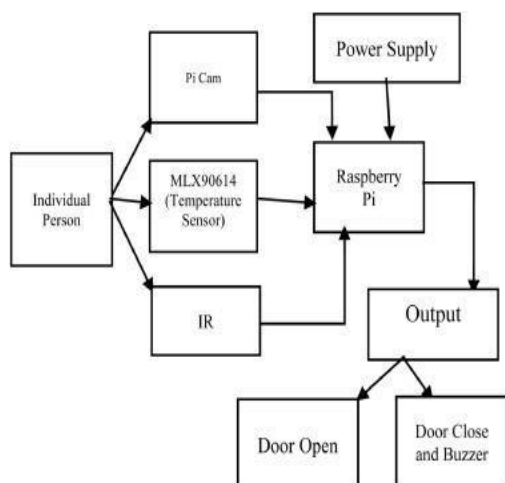 Power Supply
Pi Cam
Individual
Person
MLX90614
(Temperature
Sensor)
Raspberry
Pi
IR
Output
Door Open
Door Close
and Buzzer